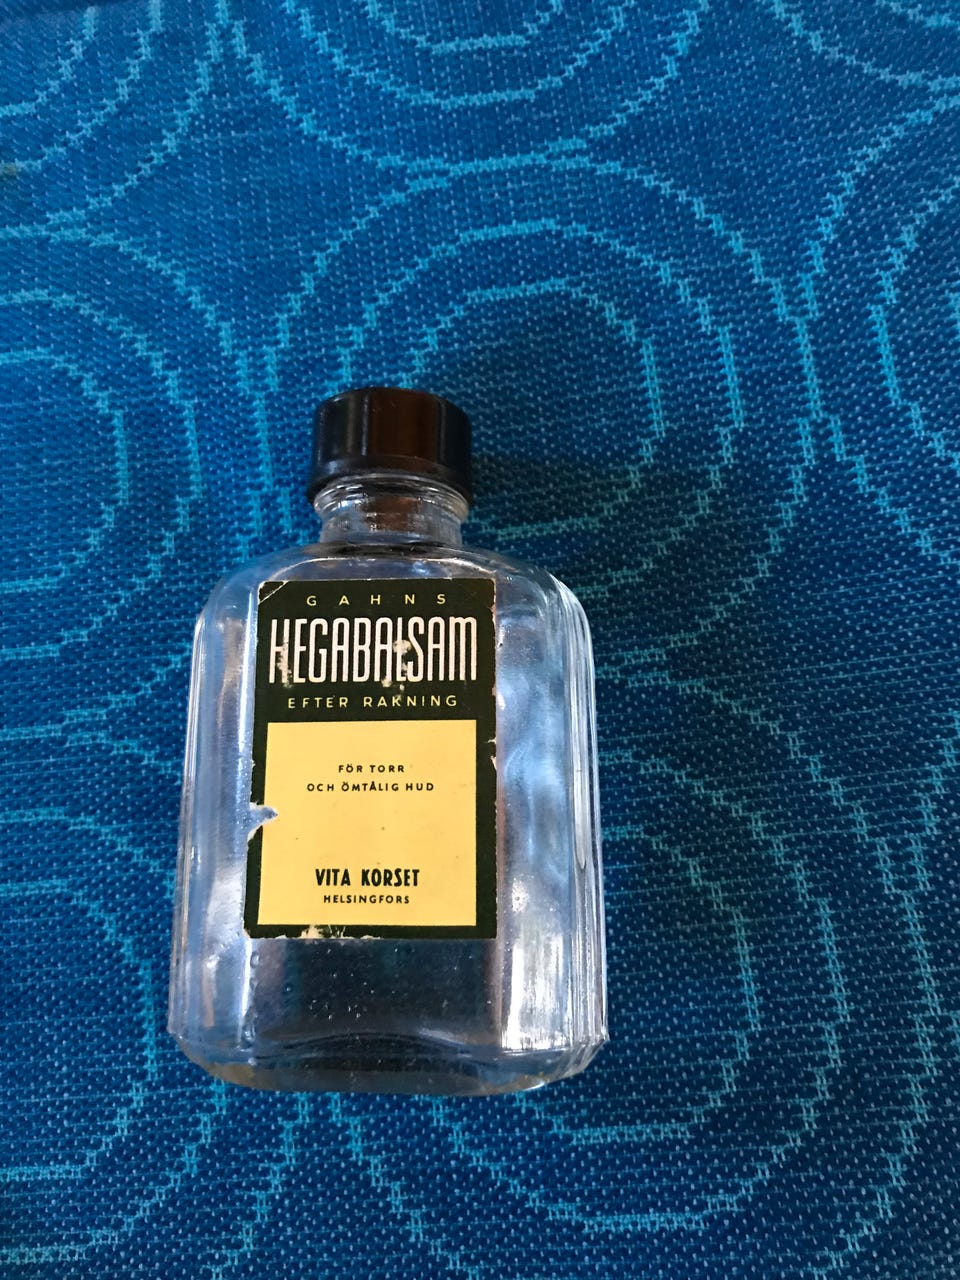 GAHNS
HEGABALSAM
EFTER RAKNING
FÖR TORR
OCH ÖMTÅLIG HUD
VITA KORSET
HELSINGFORS